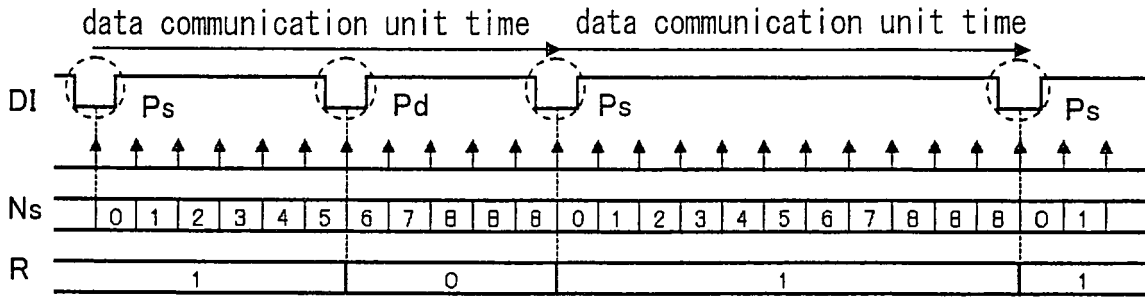 data communication unit time data communication unit time
DI Ps Pd Ps Ps
Ns 0 1 2 3 4 5 6 7 8 8 8 0 1 2 3 4 5 6 7 8 8 8 0 1
R 1 0 1 1